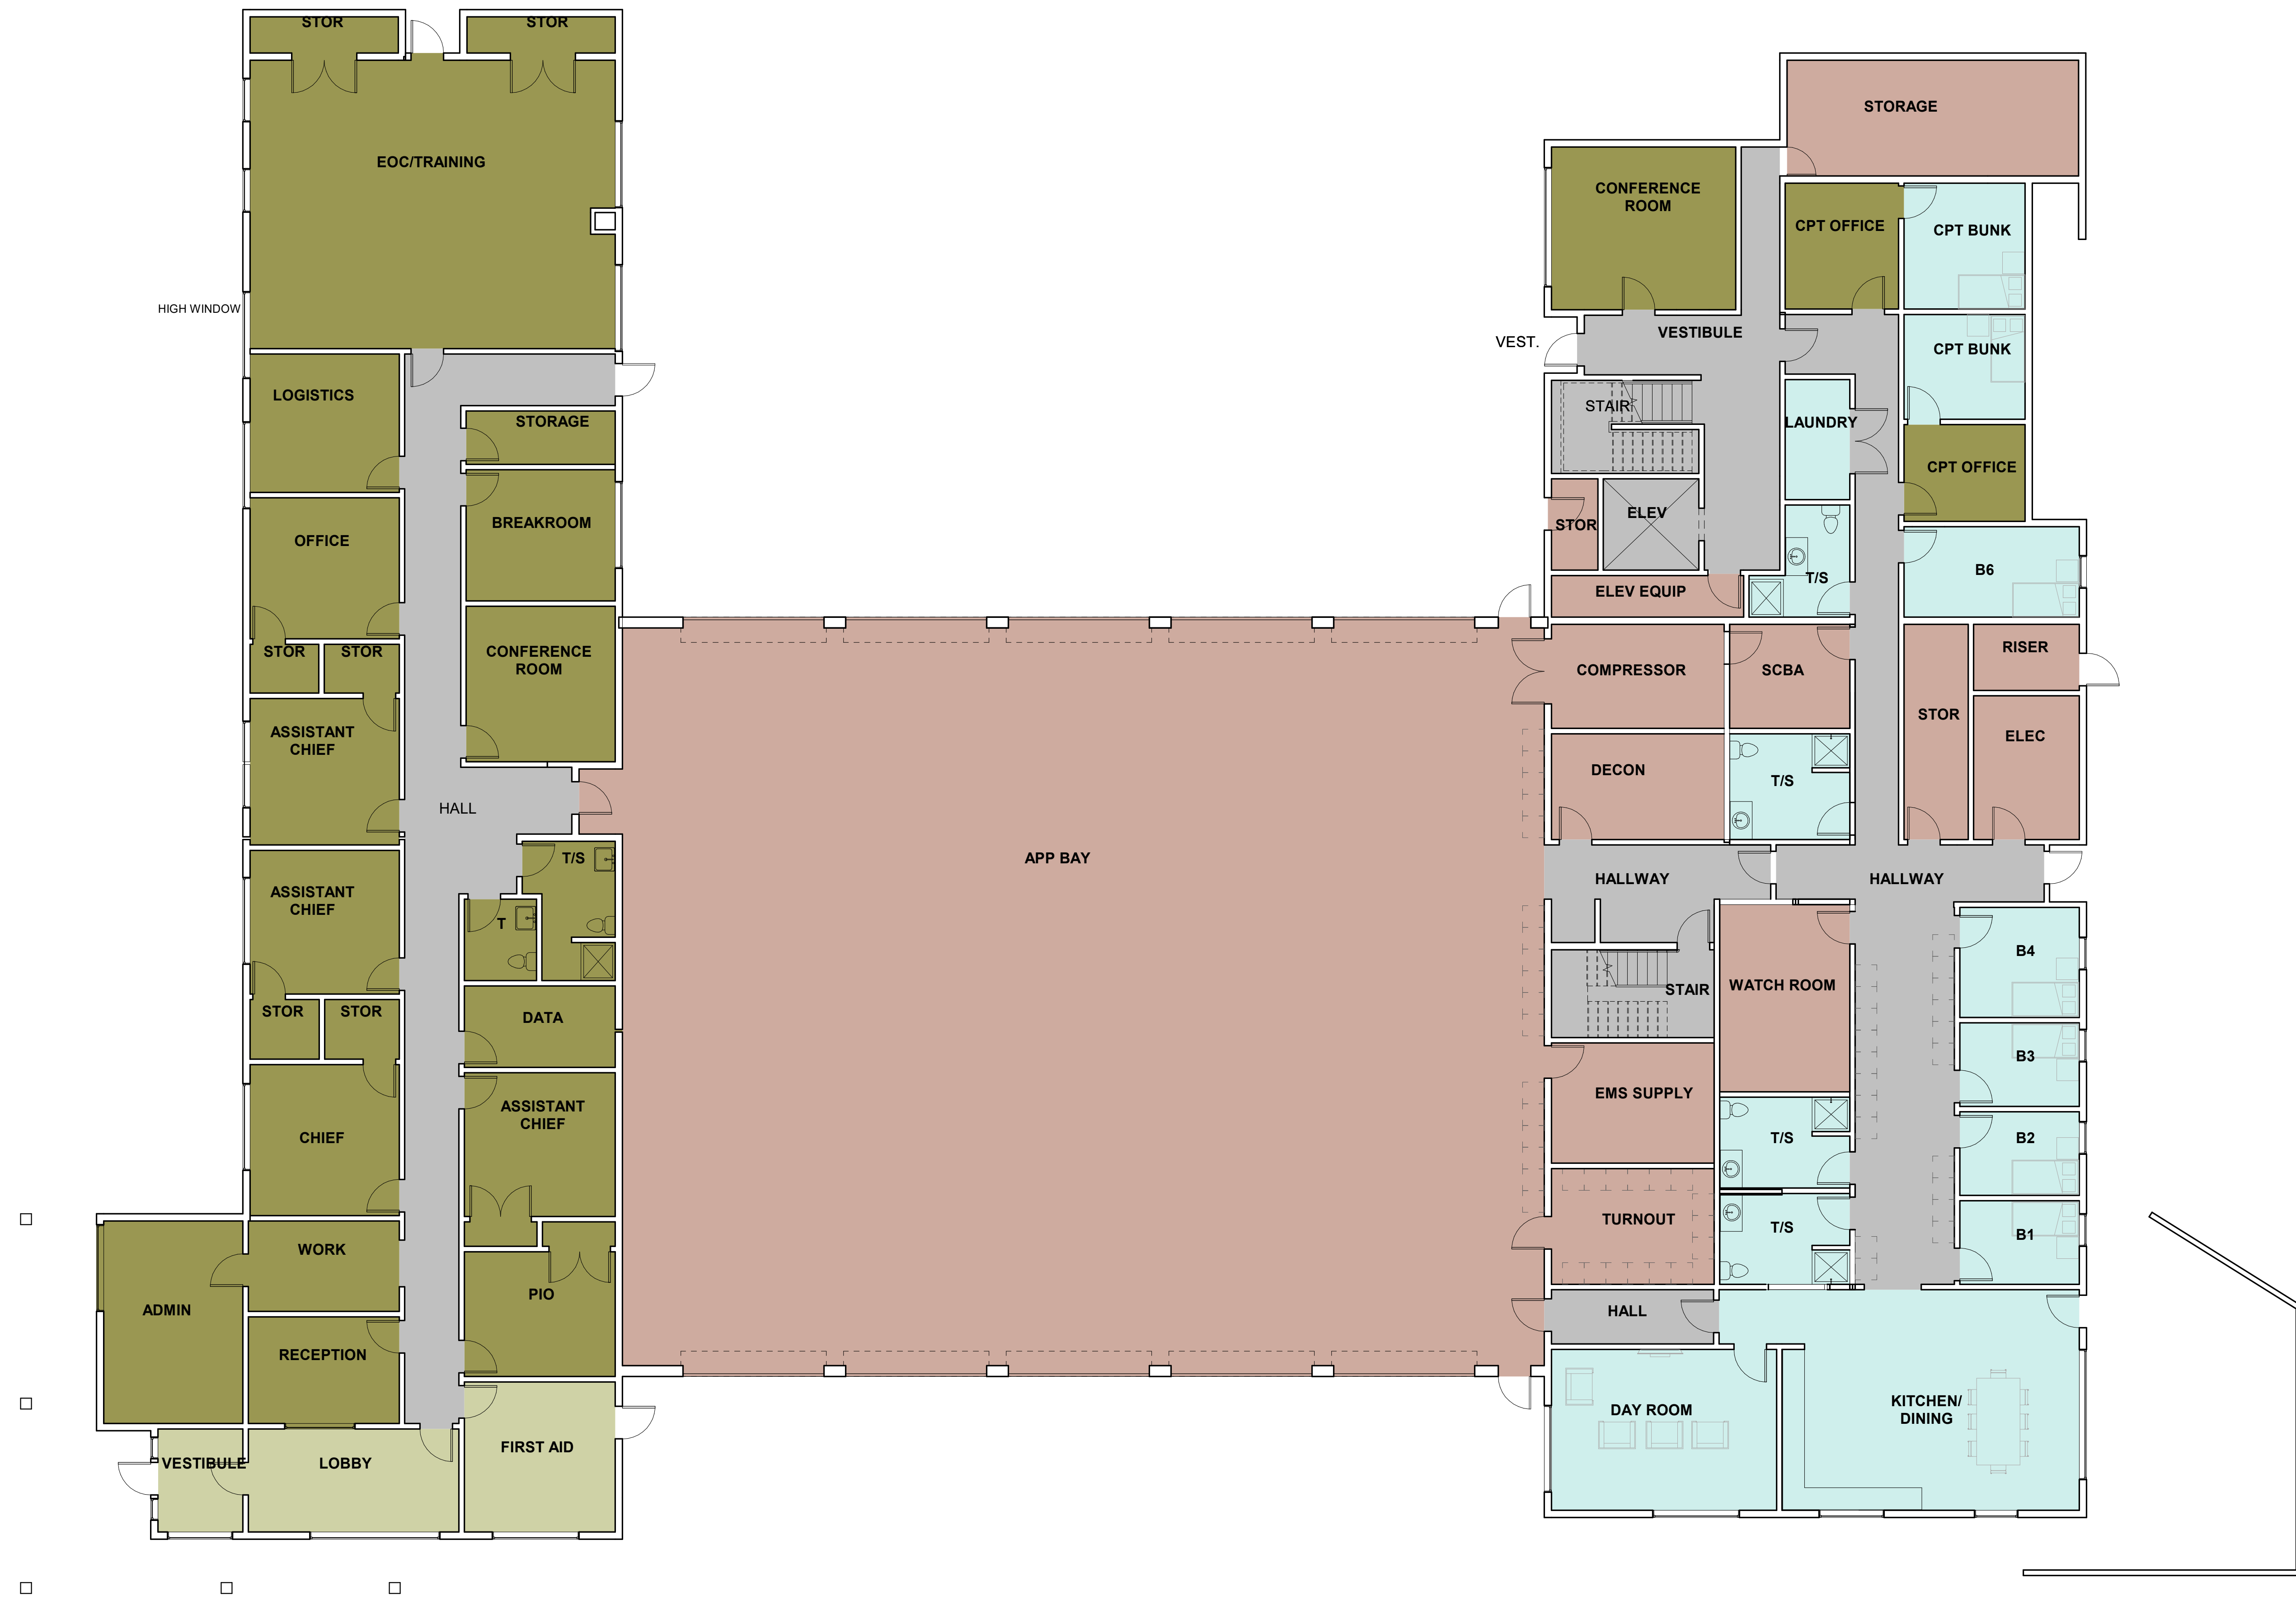 STOR
STOR
EOC/TRAINING
HIGH WINDOW
LOGISTICS
STORAGE
OFFICE
BREAKROOM
STOR
STOR
CONFERENCE
ROOM
ASSISTANT
CHIEF
HALL
ASSISTANT
CHIEF
T/S
T
STOR
STOR
DATA
CHIEF
ASSISTANT
CHIEF
WORK
ADMIN
PIO
RECEPTION
VESTIBULE
LOBBY
FIRST AID
APP BAY
STORAGE
CONFERENCE
ROOM
CPT OFFICE
CPT BUNK
VEST.
VESTIBULE
CPT BUNK
STAIR
LAUNDRY
CPT OFFICE
STOR
ELEV
T/S
B6
ELEV EQUIP
COMPRESSOR
SCBA
RISER
STOR
ELEC
DECON
T/S
HALLWAY
HALLWAY
B4
STAIR
WATCH ROOM
B3
EMS SUPPLY
T/S
B2
TURNOUT
T/S
B1
HALL
DAY ROOM
KITCHEN/
DINING